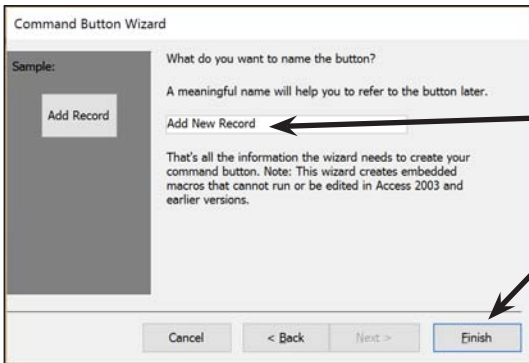 Command Button Wizard
Sample:
Add Record
What do you want to name the button?
A meaningful name will help you to refer to the button later.
Add New Record
That's all the information the wizard needs to create your
command button. Note: This wizard creates embedded
macros that cannot run or be edited in Access 2003 and
earlier versions.
Cancel
< Back
Next >
Finish